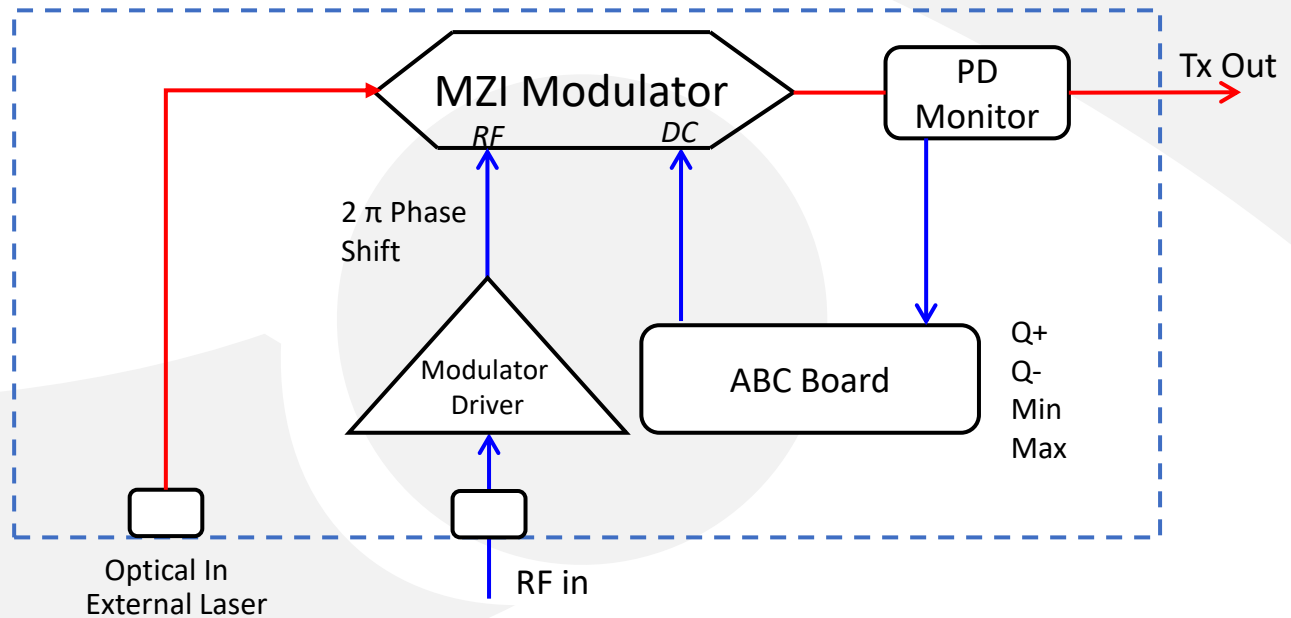 MZI Modulator
RF
DC
PD
Monitor
Tx Out
2 π Phase
Shift
Modulator
Driver
ABC Board
Q+
Q-
Min
Max
Optical In
External Laser
RF in